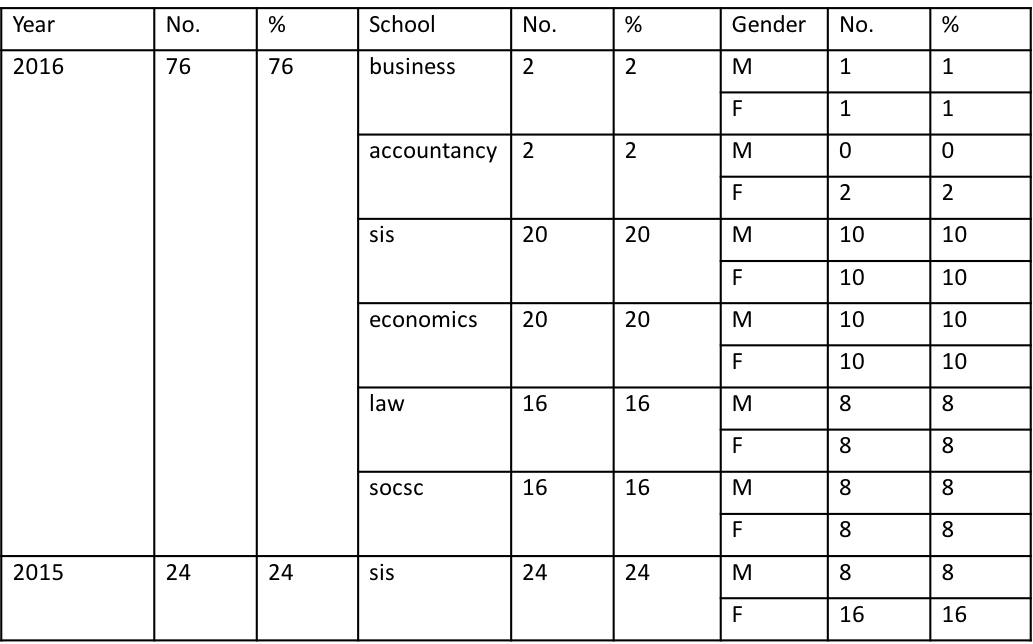 Year No. % School No. % Gender No. %
2016 76 76 business 2 2 M 1 1
F 1 1
accountancy 2 2 M 0 0
F 2 2
sis 20 20 M 10 10
F 10 10
economics 20 20 M 10 10
F 10 10
law 16 16 M 8 8
F 8 8
socsc 16 16 M 8 8
F 8 8
2015 24 24 sis 24 24 M 8 8
F 16 16